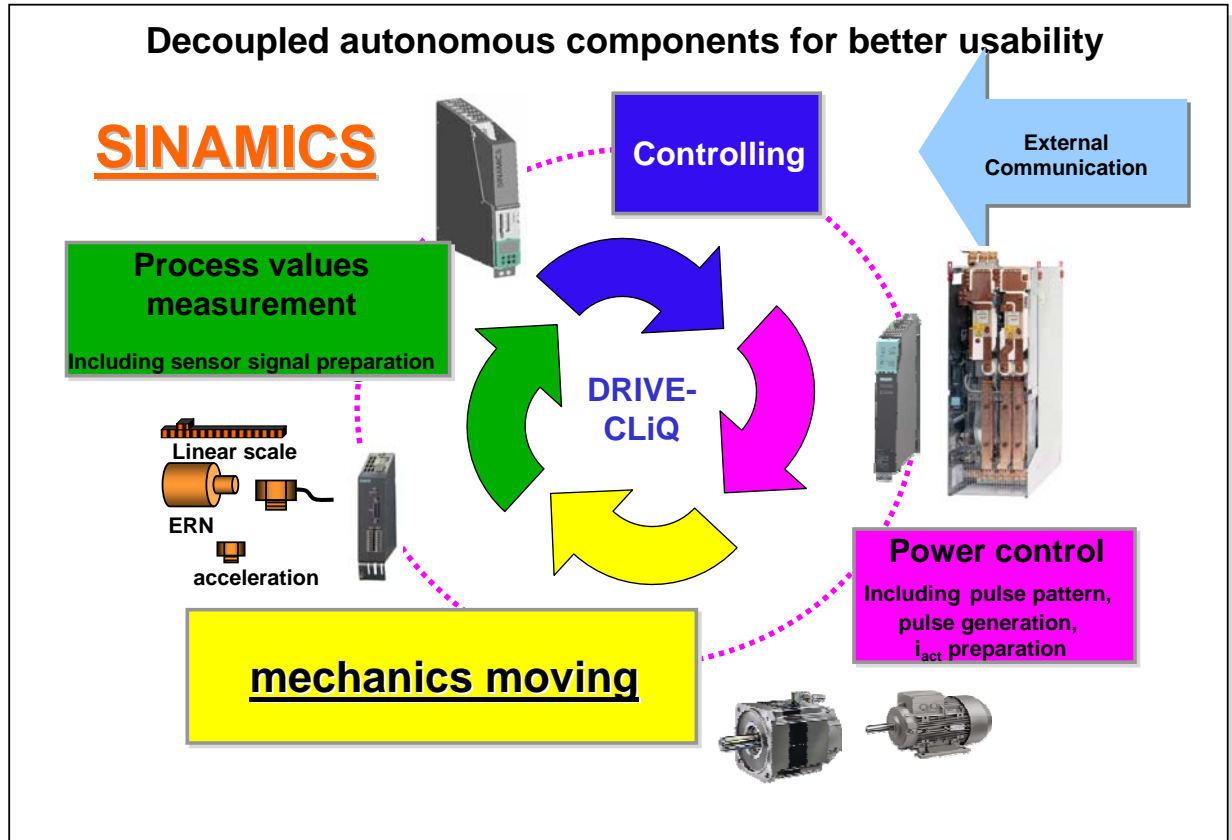 Decoupled autonomous components for better usability
SINAMICS
SINAMICS
Controlling
External
Communication
Process values
measurement
Including sensor signal preparation
DRIVE-
CLiQ
Linear scale
ERN
acceleration
Power control
Including pulse pattern,
pulse generation,
iact preparation
mechanics moving